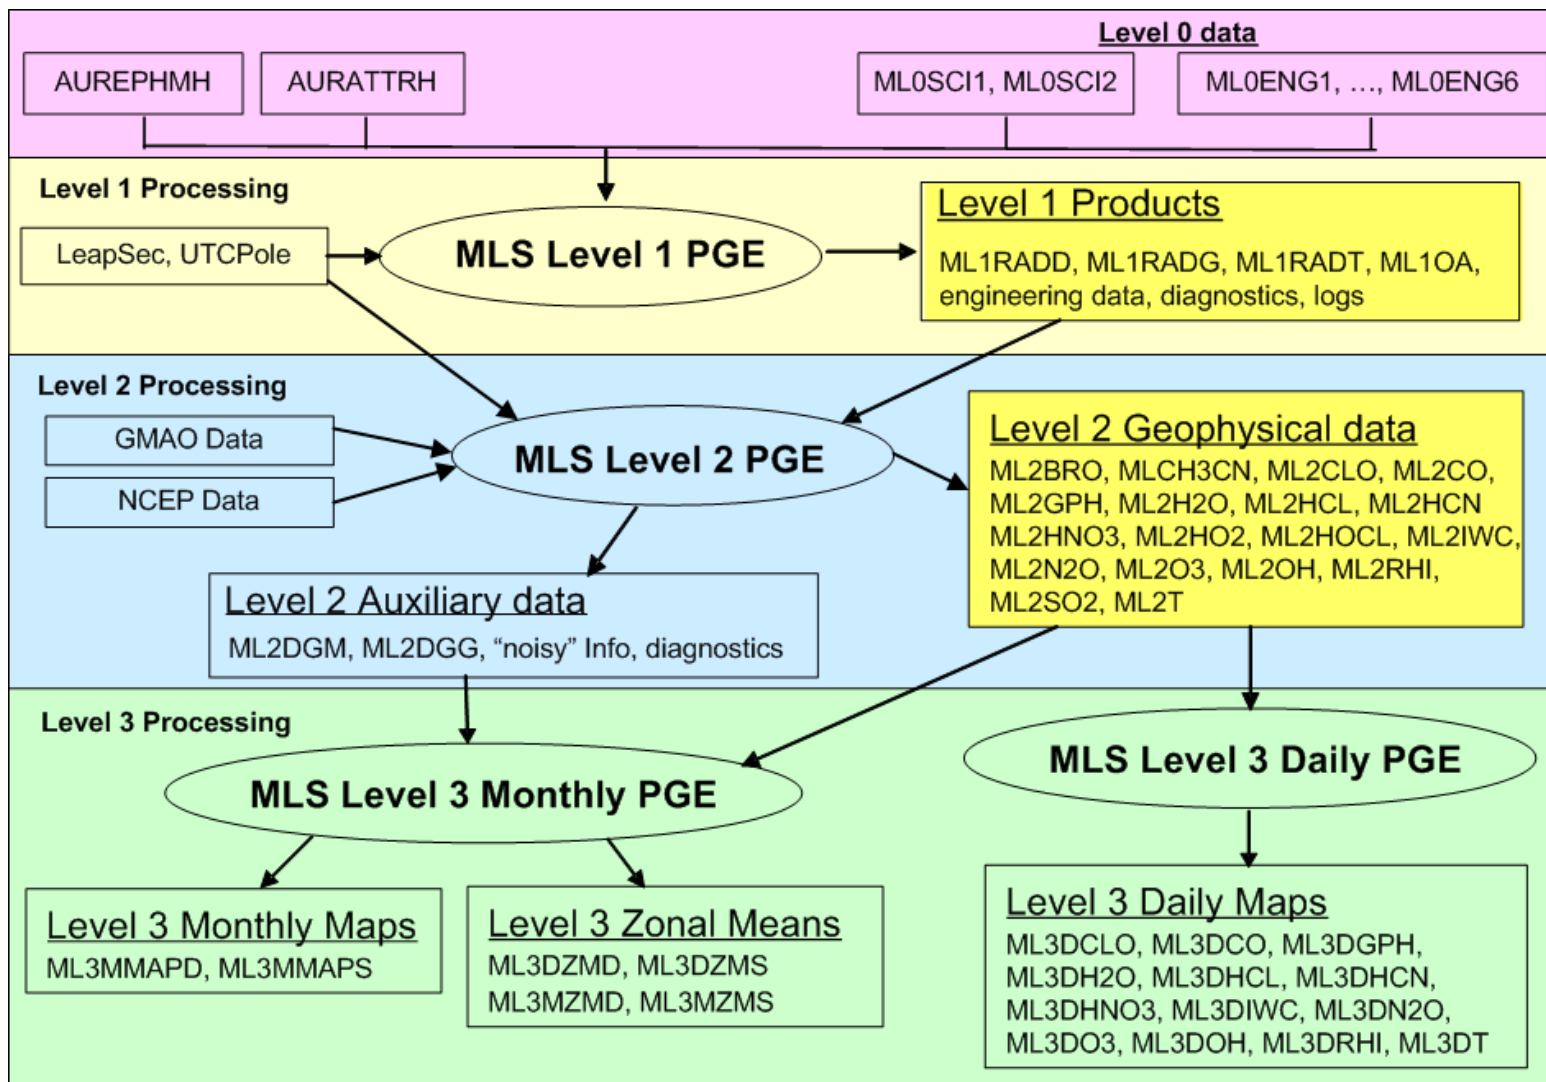 Level 0 data
AUREPHMH
AURATTRH
ML0SCI1, ML0SCI2
ML0ENG1, ..., ML0ENG6
Level 1 Processing
LeapSec, UTCPole
MLS Level 1 PGE
Level 1 Products
ML1RADD, ML1RADG, ML1RADT, ML1OA,
engineering data, diagnostics, logs
Level 2 Processing
GMAO Data
NCEP Data
MLS Level 2 PGE
Level 2 Geophysical data
ML2BRO, MLCH3CN, ML2CLO, ML2CO,
ML2GPH, ML2H2O, ML2HCL, ML2HCN
ML2HNO3, ML2HO2, ML2HOCL, ML2IWC,
ML2N2O, ML2O3, ML2OH, ML2RHI,
ML2SO2, ML2T
Level 2 Auxiliary data
ML2DGM, ML2DGG, “noisy” Info, diagnostics
Level 3 Processing
MLS Level 3 Monthly PGE
MLS Level 3 Daily PGE
Level 3 Monthly Maps
ML3MMAPD, ML3MMAPS
Level 3 Zonal Means
ML3DZMD, ML3DZMS
ML3MZMD, ML3MZMS
Level 3 Daily Maps
ML3DCLO, ML3DCO, ML3DGPH,
ML3DH2O, ML3DHCL, ML3DHCN,
ML3DHNO3, ML3DIWC, ML3DN2O,
ML3DO3, ML3DOH, ML3DRHI, ML3DT